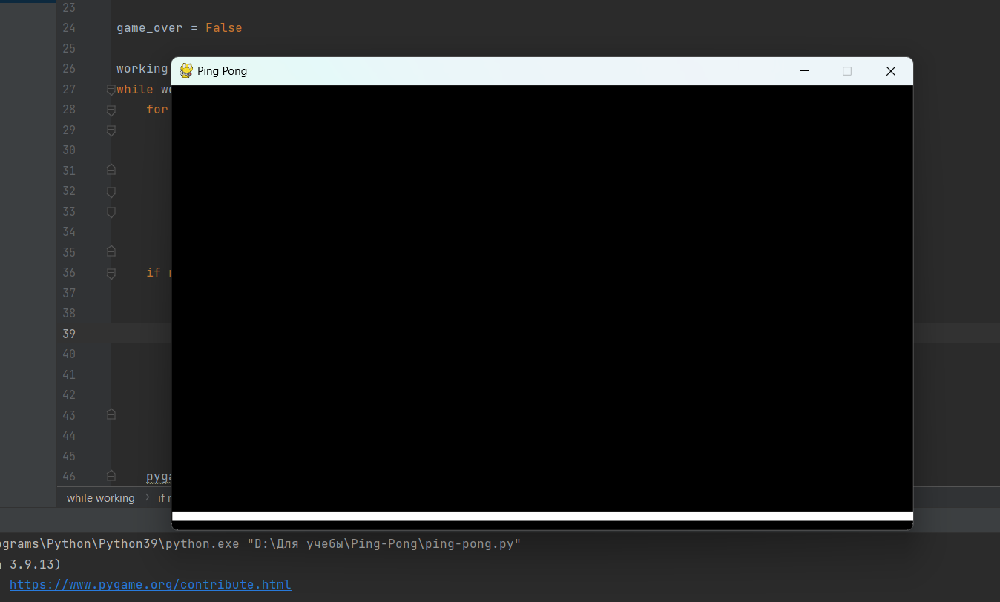 23
24 game_over = False
25
26 working
Ping Pong
27 while wo
28 for
29
30
31
32
33
34
35
36 if
37
38
39
40
41
42
43
44
45
46 pyga
while working if
ograms\Python\Python39\python.exe "D:\Для учебы\Ping-Pong\ping-pong.py"
3.9.13)
https://www.pygame.org/contribute.html